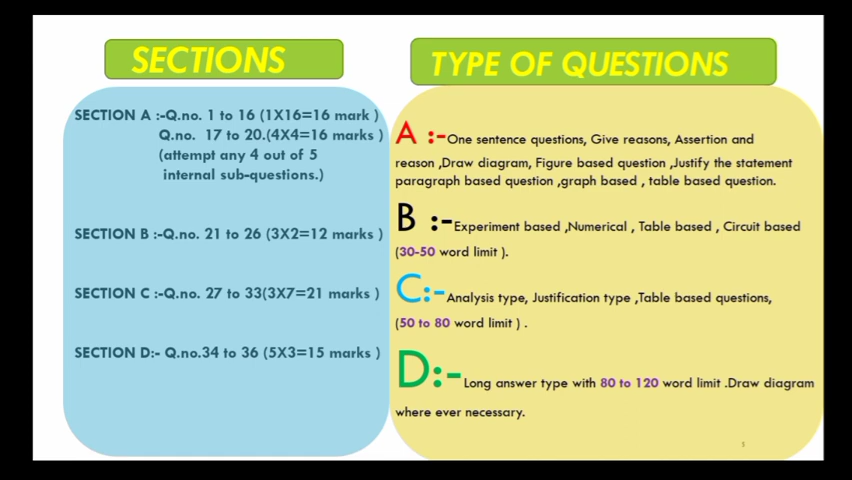 SECTIONS
SECTION A :-Q.no. 1 to 16 (1X16=16 mark )
Q.no. 17 to 20.(4X4=16 marks )
(attempt any 4 out of 5
internal sub-questions.)
SECTION B :-Q.no. 21 to 26 (3X2=12 marks )
SECTION C :-Q.no. 27 to 33(3X7=21 marks )
SECTION D:- Q.no.34 to 36 (5X3=15 marks )
TYPE OF QUESTIONS
A :-One sentence questions, Give reasons, Assertion and
reason ,Draw diagram, Figure based question ,Justify the statement
paragraph based question ,graph based , table based question.
B :-Experiment based ,Numerical , Table based , Circuit based
(30-50 word limit ).
C:-Analysis type, Justification type ,Table based questions,
(50 to 80 word limit ) .
D:-Long answer type with 80 to 120 word limit .Draw diagram
where ever necessary.